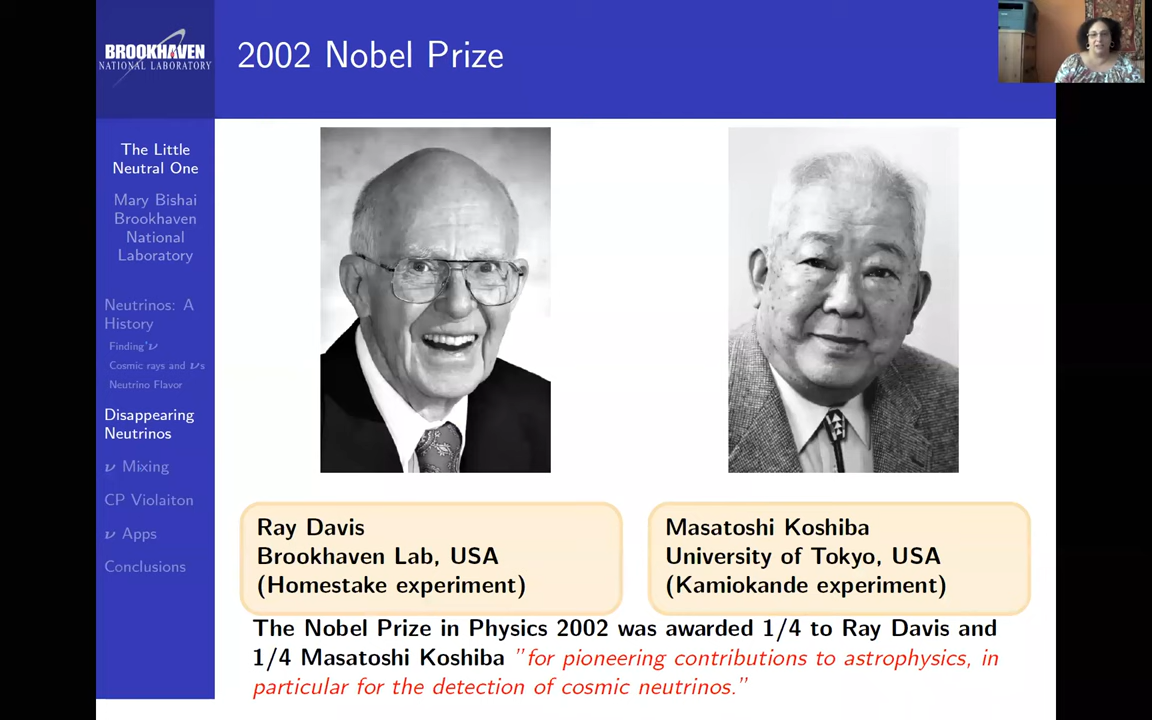 BROOKHAVEN
NATIONAL LABORATORY
2002 Nobel Prize
The Little
Neutral One
Mary Bishai
Brookhaven
National
Laboratory
Neutrinos: A
History
Finding ν
Cosmic rays and νs
Neutrino Flavor
Disappearing
Neutrinos
ν Mixing
CP Violaiton
ν Apps
Conclusions
Ray Davis
Brookhaven Lab, USA
(Homestake experiment)
Masatoshi Koshiba
University of Tokyo, USA
(Kamiokande experiment)
The Nobel Prize in Physics 2002 was awarded 1/4 to Ray Davis and
1/4 Masatoshi Koshiba "for pioneering contributions to astrophysics, in
particular for the detection of cosmic neutrinos."